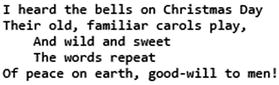 I heard the bells on Christmas Day
Their old, familiar carols play,
And wild and sweet
The words repeat
Of peace on earth, good-will to men!